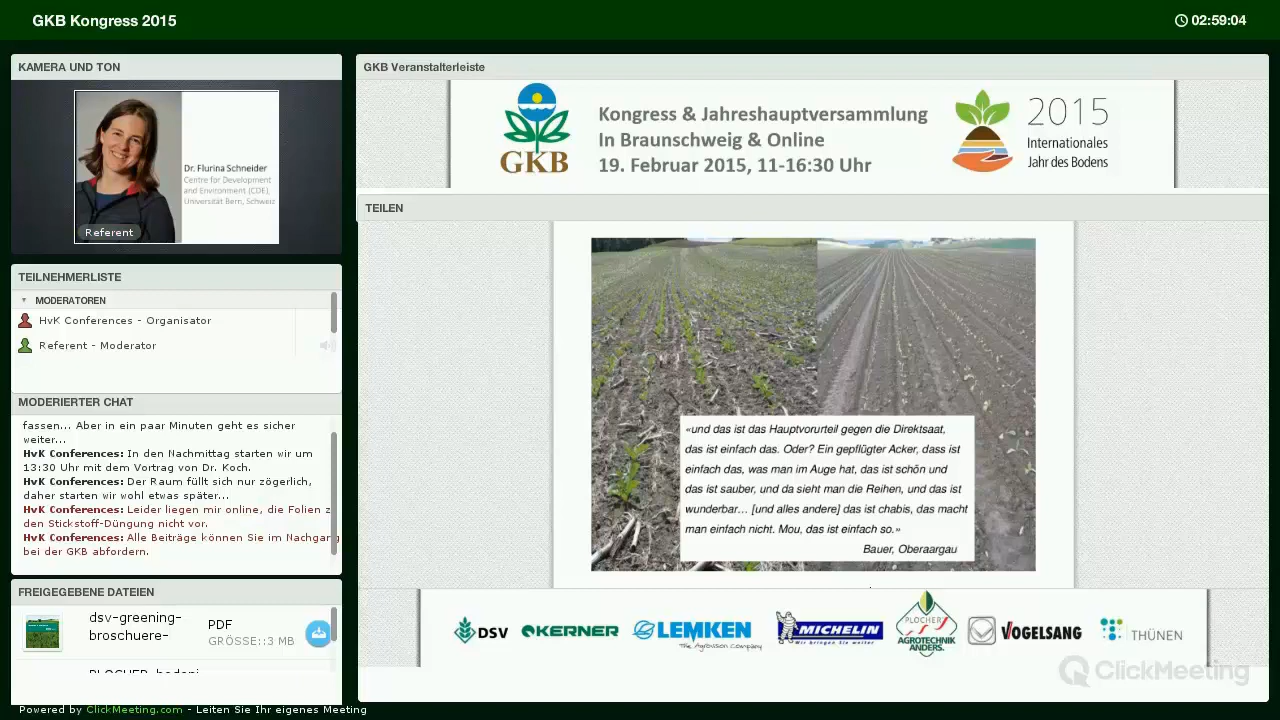 GKB Kongress 2015
02:59:04
KAMERA UND TON
Dr. Flurina Schneider
Centre for Development
and Environment (CDE),
Universität Bern, Schweiz
Referent
TEILNEHMERLISTE
MODERATOREN
HvK Conferences - Organisator
Referent - Moderator
MODERIERTER CHAT
fassen... Aber in ein paar Minuten geht es sicher
weiter...
HvK Conferences: In den Nachmittag starten wir um
13:30 Uhr mit dem Vortrag von Dr. Koch.
HvK Conferences: Der Raum füllt sich nur zögerlich,
daher starten wir wohl etwas später...
HvK Conferences: Leider liegen mir online, die Folien z
den Stickstoff-Düngung nicht vor.
HvK Conferences: Alle Beiträge können Sie im Nachgang
bei der GKB abfordern.
FREIGEGEBENE DATEIEN
dsv-greening-
broschuere-
PDF
GRÖSSE::3 MB
Powered by ClickMeeting.com - Leiten Sie Ihr eigenes Meeting
GKB Veranstalterleiste
GKB
Kongress & Jahreshauptversammlung
In Braunschweig & Online
19. Februar 2015, 11-16:30 Uhr
2015
Internationales
Jahr des Bodens
TEILEN
«und das ist das Hauptvorurteil gegen die Direktsaat,
das ist einfach das. Oder? Ein gepflügter Acker, dass ist
einfach das, was man im Auge hat, das ist schön und
das ist sauber, und da sieht man die Reihen, und das ist
wunderbar... [und alles andere] das ist chabis, das macht
man einfach nicht. Mou, das ist einfach so.»
Bauer, Oberaargau
DSV
KERNER
LEMKEN
The Agrovision Company
MICHELIN
Wir bringen Sie weiter
PLOCHER
AGROTECHNIK
ANDERS.
VOGELSANG
THÜNEN
ClickMeeting